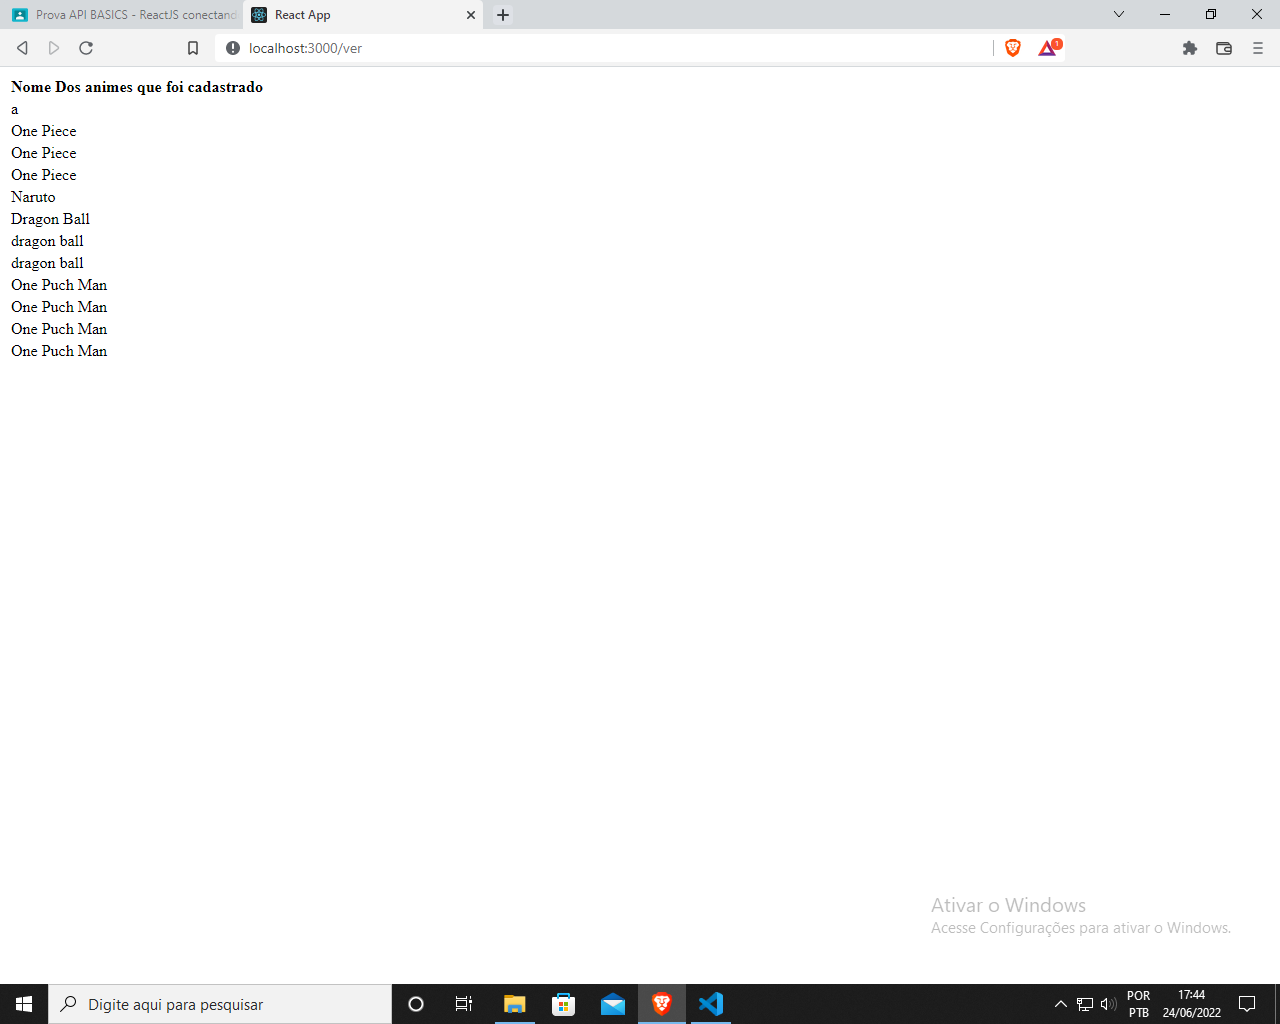 Prova API BASICS - ReactJS conectand
React App
localhost:3000/ver
1
Nome Dos animes que foi cadastrado
a
One Piece
One Piece
One Piece
Naruto
Dragon Ball
dragon ball
dragon ball
One Puch Man
One Puch Man
One Puch Man
One Puch Man
Ativar o Windows
Acesse Configurações para ativar o Windows.
Digite aqui para pesquisar
POR
PTB
17:44
24/06/2022